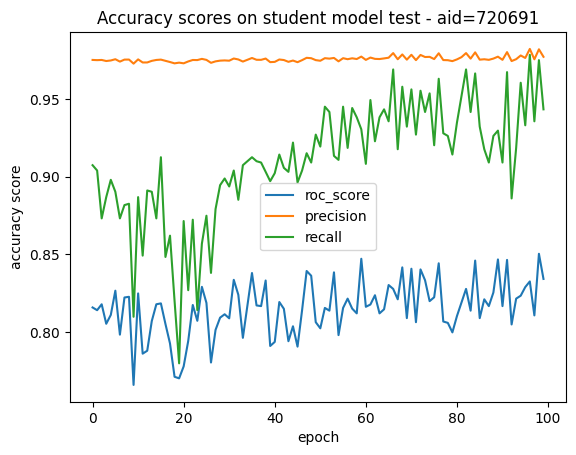 Accuracy scores on student model test - aid=720691
accuracy score
0.95
0.90
0.85
0.80
roc_score
precision
recall
0
20
40
60
80
100
epoch